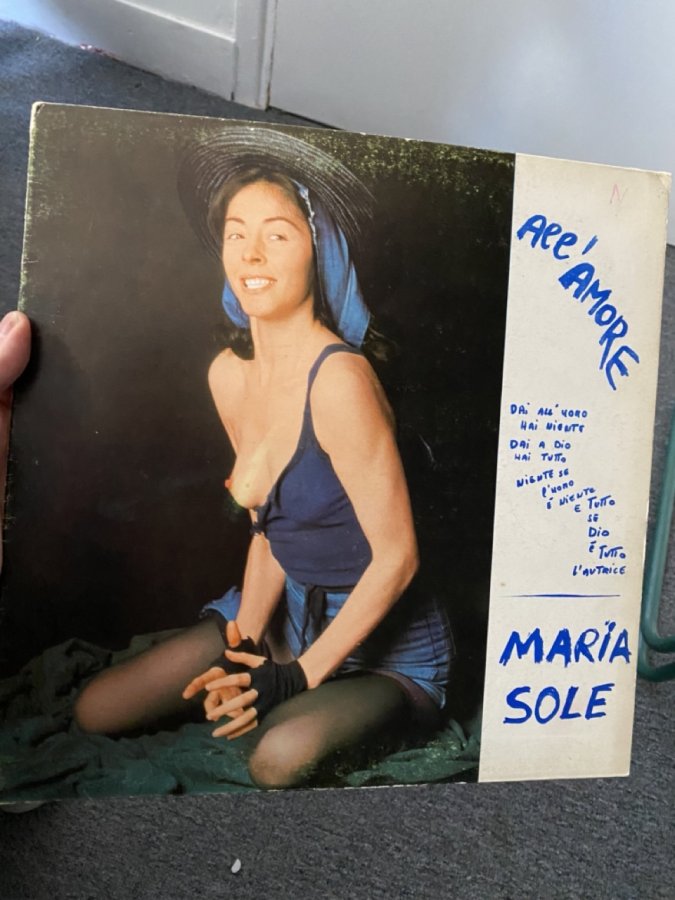 N
All'
AMORE
DAi ALL'UOMO
HAi NiENTE
DAi A DiO
HAi TUTTO
NiENTE SE
l'UOMO
É NiENTE
E TUTTO
SE
DiO
É TUTTO
l'AUTRiCE
MARÏA
SOLE